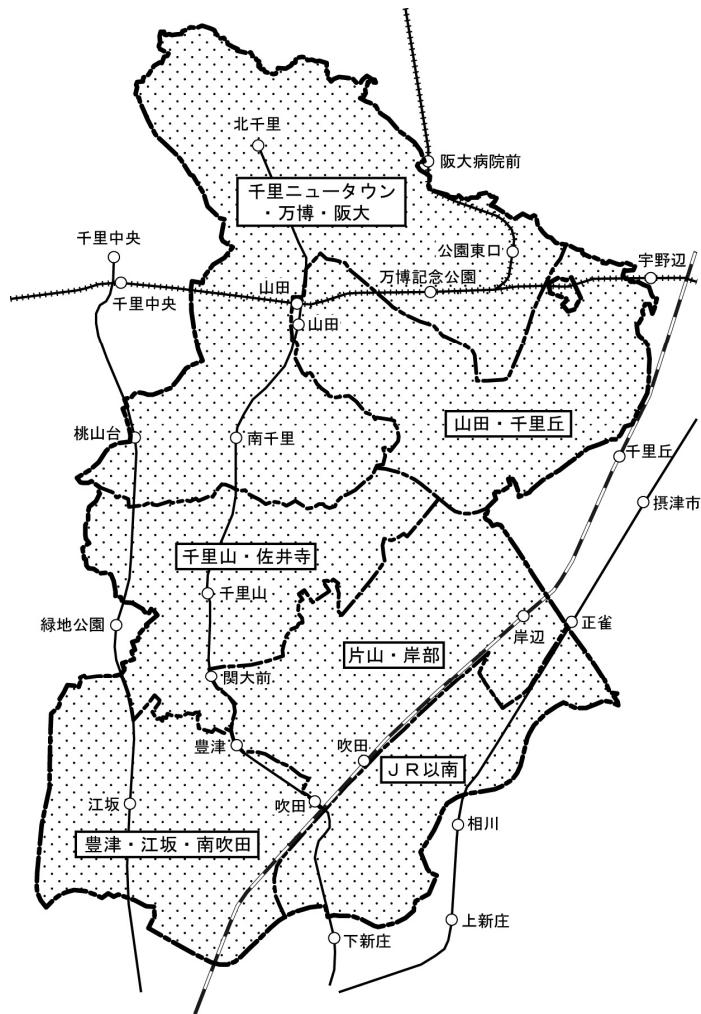 北千里
阪大病院前
千里ニュータウン
・万博・阪大
千里中央
公園東口
宇野辺
万博記念公園
山田
千里中央
山田
山田・千里丘
桃山台
南千里
千里丘
摂津市
千里山・佐井寺
千里山
緑地公園
岸辺
正雀
片山・岸部
関大前
豊津
吹田
JR以南
江坂
吹田
相川
豊津・江坂・南吹田
下新庄
上新庄